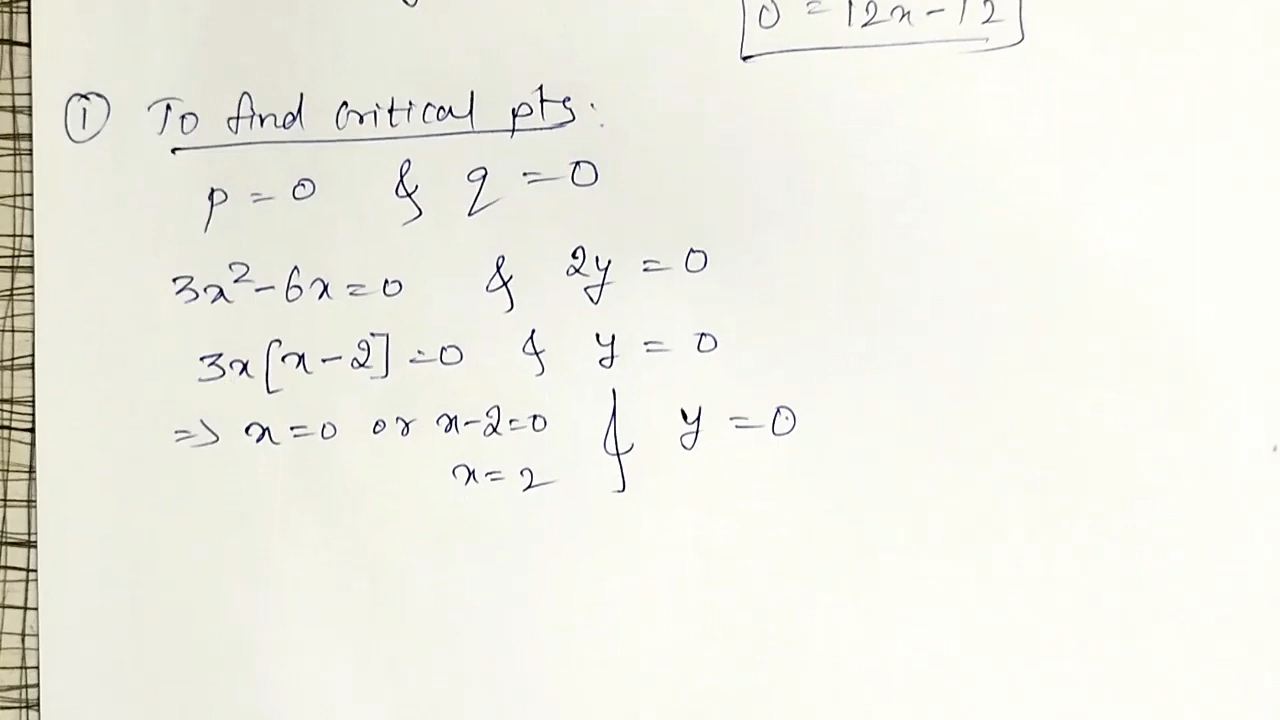 0 = 12x - 12
① To find critical pts:
p = 0 & q = 0
3x² - 6x = 0 & 2y = 0
3x[x - 2] = 0 & y = 0
=> x = 0 or x - 2 = 0 & y = 0
x = 2